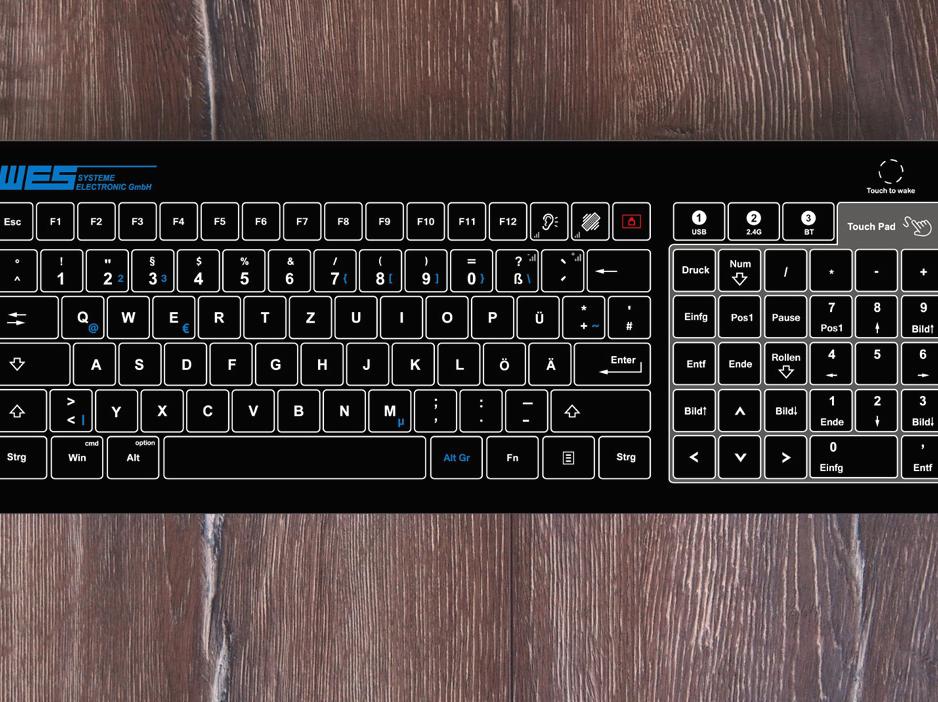 WES SYSTEME
ELECTRONIC GmbH
Touch to wake
Esc F1 F2 F3 F4 F5 F6 F7 F8 F9 F10 F11 F12
1 USB 2 2.4G 3 BT Touch Pad
° ^ ! 1 " 2 2 § 3 3 $ 4 % 5 & 6 / 7 { ( 8 [ ) 9 ] = 0 } ? ß \ ` ´
Druck Num / * - +
Q @ W E € R T Z U I O P Ü * + ~ ' #
Einfg Pos1 Pause 7 Pos1 8 9 Bild↑
A S D F G H J K L Ö Ä Enter
Entf Ende Rollen 4 5 6
> < | Y X C V B N M µ ; , : . — -
Bild↑ Bild↓ 1 Ende 2 3 Bild↓
Strg cmd Win option Alt Alt Gr Fn Strg
0 Einfg , Entf